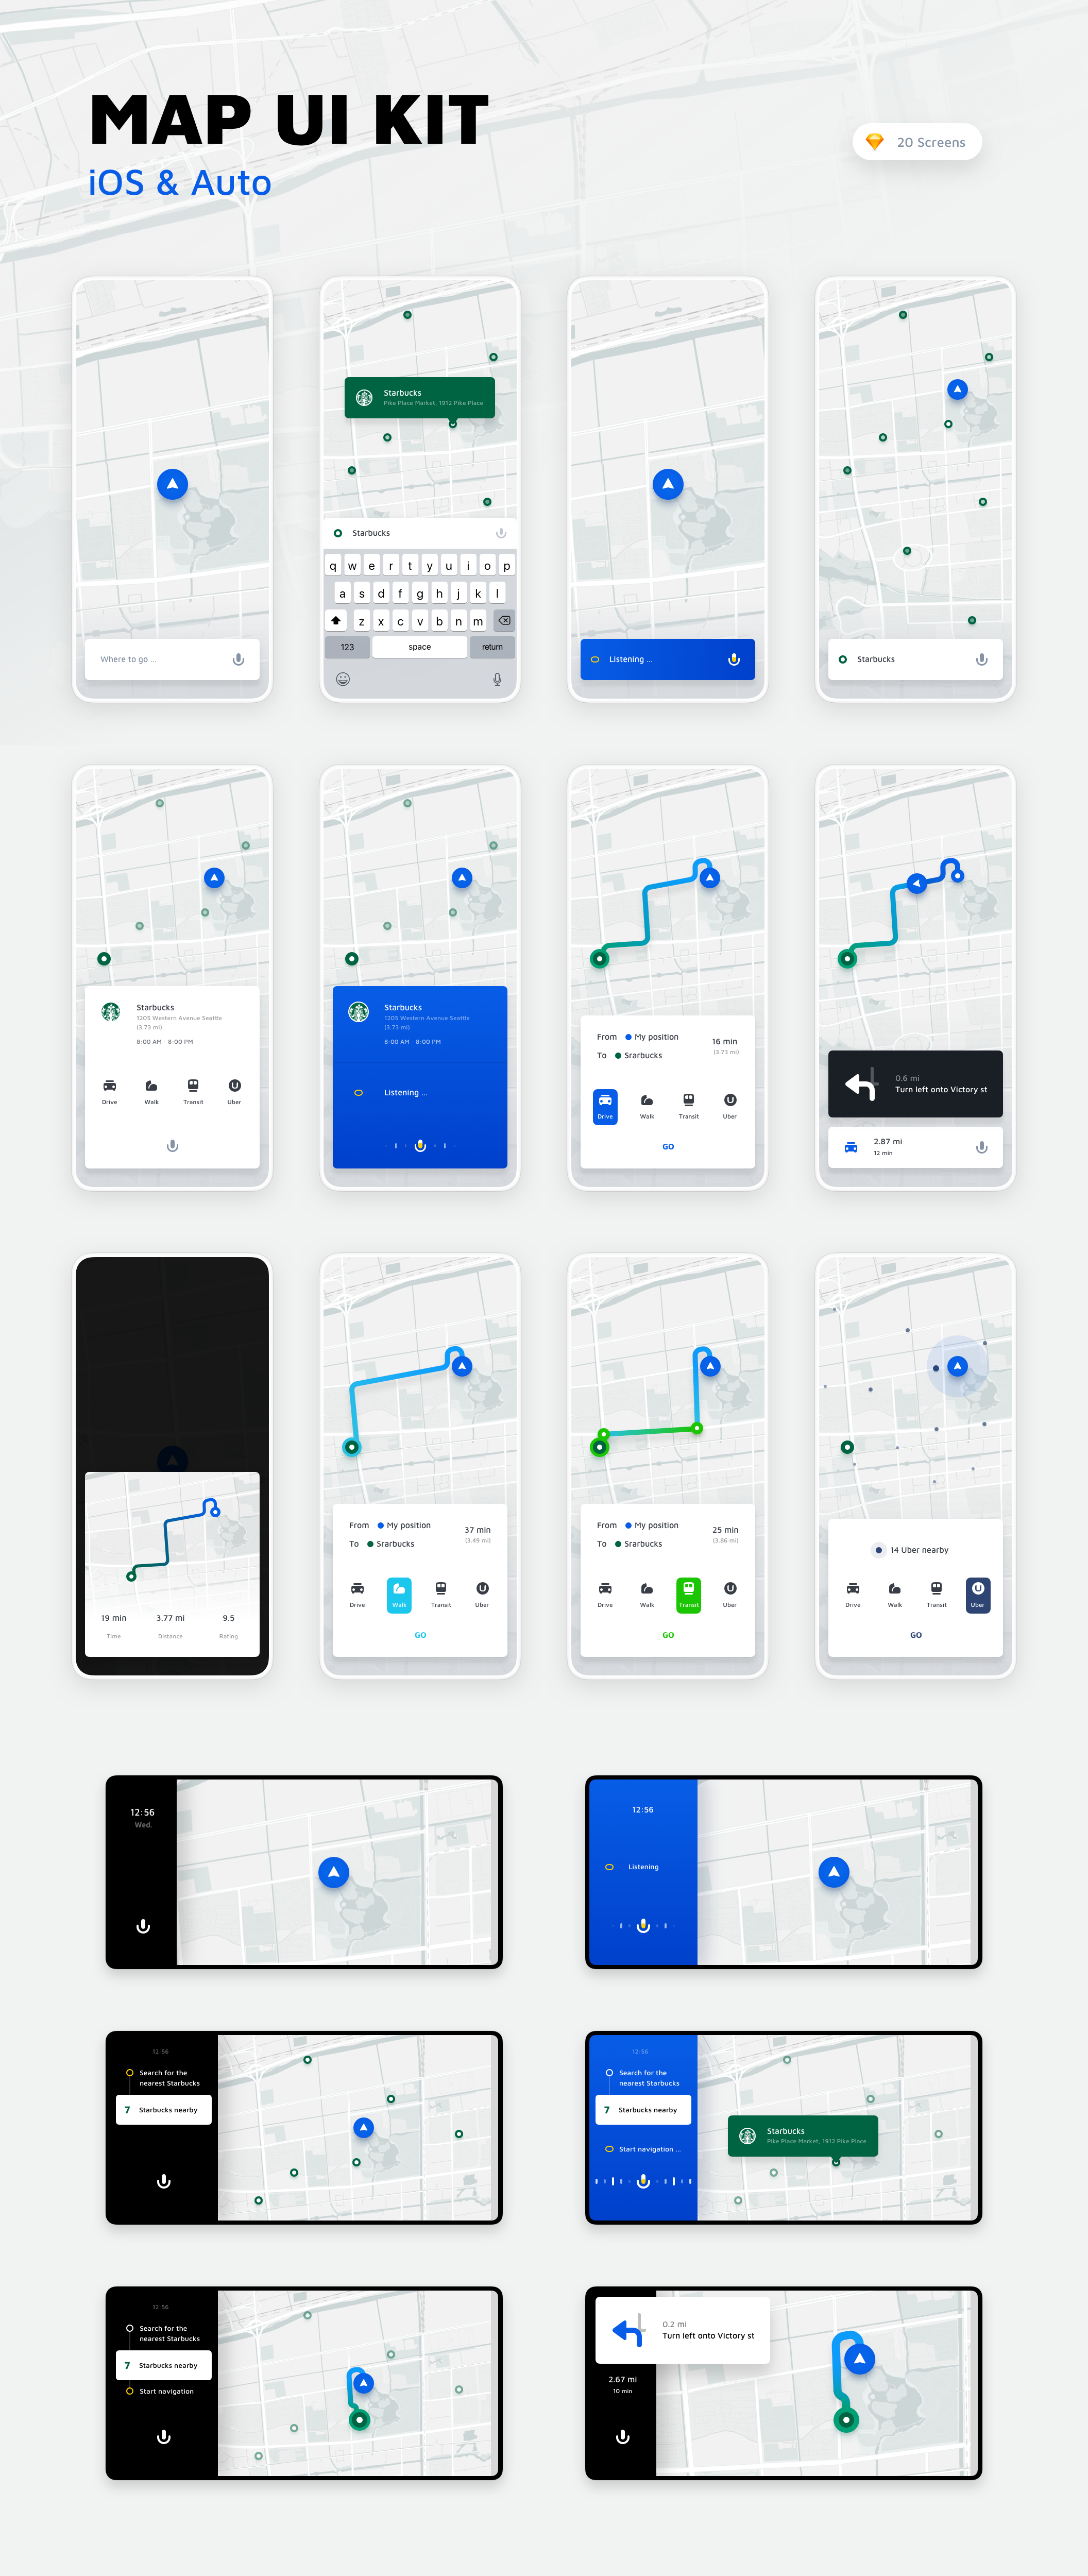 MAP UI KIT
iOS & Auto
20 Screens
Where to go ...
Starbucks
Pike Place Market, 1912 Pike Place
Starbucks
q w e r t y u i o p
a s d f g h j k l
z x c v b n m
123 space return
Listening ...
Starbucks
Starbucks
1205 Western Avenue Seattle
(3.73 mi)
8:00 AM - 8:00 PM
Drive Walk Transit Uber
Starbucks
1205 Western Avenue Seattle
(3.73 mi)
8:00 AM - 8:00 PM
Listening ...
From My position
To Srarbucks
16 min
(3.73 mi)
Drive Walk Transit Uber
GO
0.6 mi
Turn left onto Victory st
2.87 mi
12 min
19 min 3.77 mi 9.5
Time Distance Rating
From My position
To Srarbucks
37 min
(3.49 mi)
Drive Walk Transit Uber
GO
From My position
To Srarbucks
25 min
(3.86 mi)
Drive Walk Transit Uber
GO
14 Uber nearby
Drive Walk Transit Uber
GO
12:56
Wed.
12:56
Listening
12:56
Search for the
nearest Starbucks
7 Starbucks nearby
12:56
Search for the
nearest Starbucks
7 Starbucks nearby
Start navigation ...
Starbucks
Pike Place Market, 1912 Pike Place
12:56
Search for the
nearest Starbucks
7 Starbucks nearby
Start navigation
0.2 mi
Turn left onto Victory st
2.67 mi
10 min